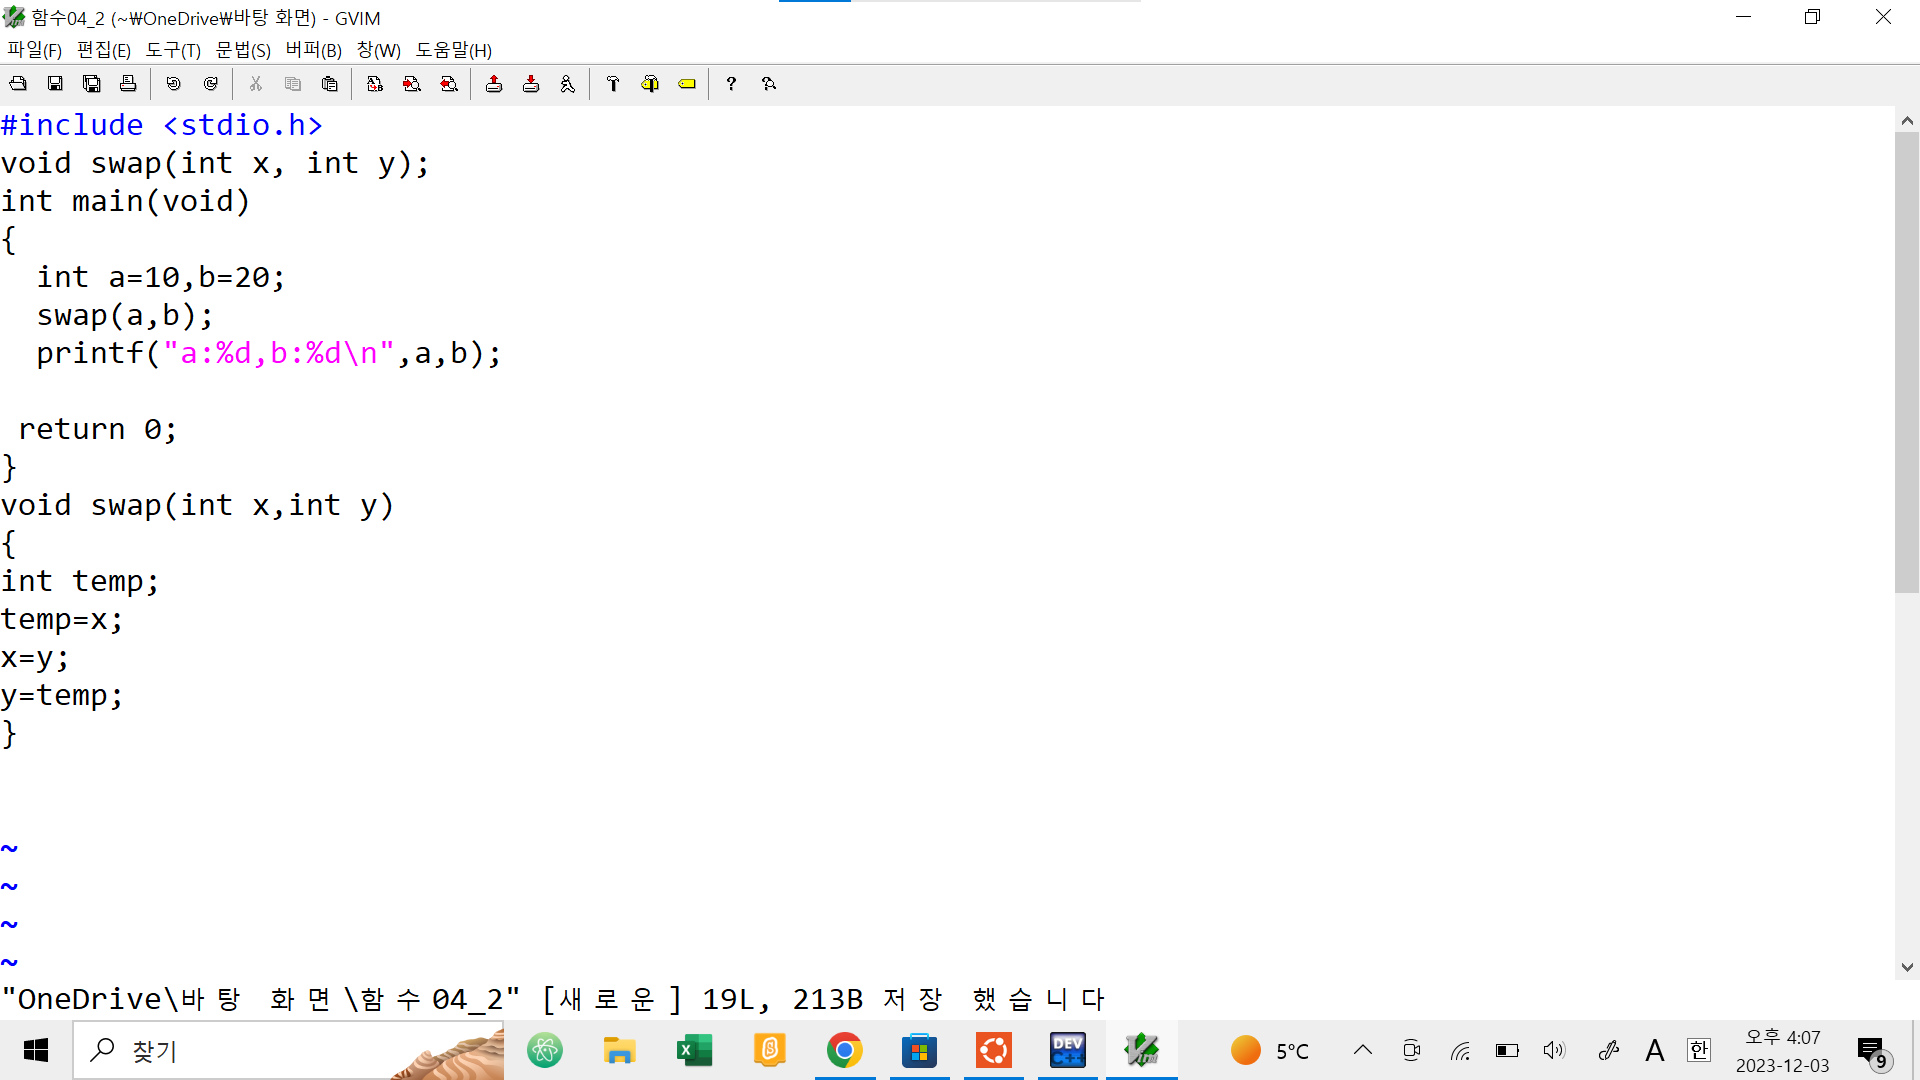 함수04_2 (~₩OneDrive₩바탕 화면) - GVIM
파일(F) 편집(E) 도구(T) 문법(S) 버퍼(B) 창(W) 도움말(H)
#include <stdio.h>
void swap(int x, int y);
int main(void)
{
  int a=10,b=20;
  swap(a,b);
  printf("a:%d,b:%d\n",a,b);
 return 0;
}
void swap(int x,int y)
{
int temp;
temp=x;
x=y;
y=temp;
}
~
~
~
~
"OneDrive\바탕 화면\함수04_2" [새로운] 19L, 213B 저장 했습니다
찾기
DEV C++
5°C
A
한
오후 4:07
2023-12-03
9